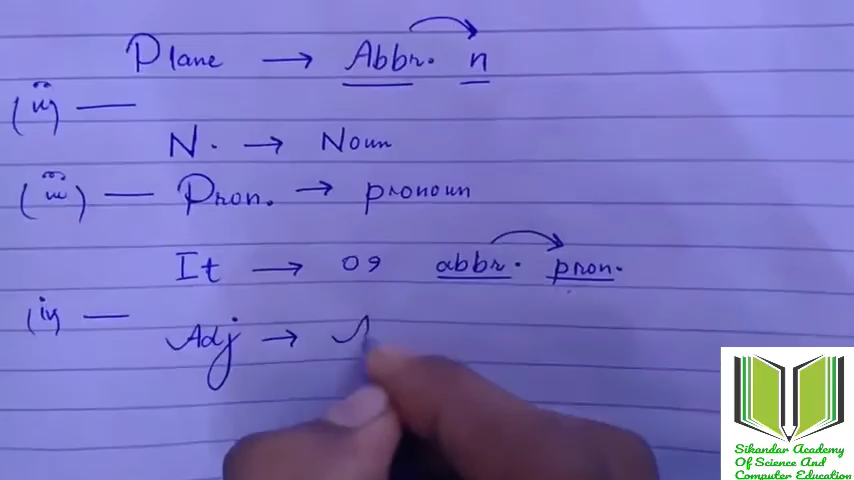 Plane → Abbr. n
(ii) —
N. → Noun
(iii) — Pron. → pronoun
It → 09 abbr. pron.
(iv) —
Adj → A
Sikandar Academy
Of Science And
Computer Education